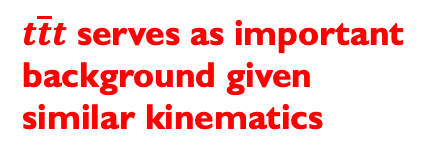 tt̄t serves as important
background given
similar kinematics